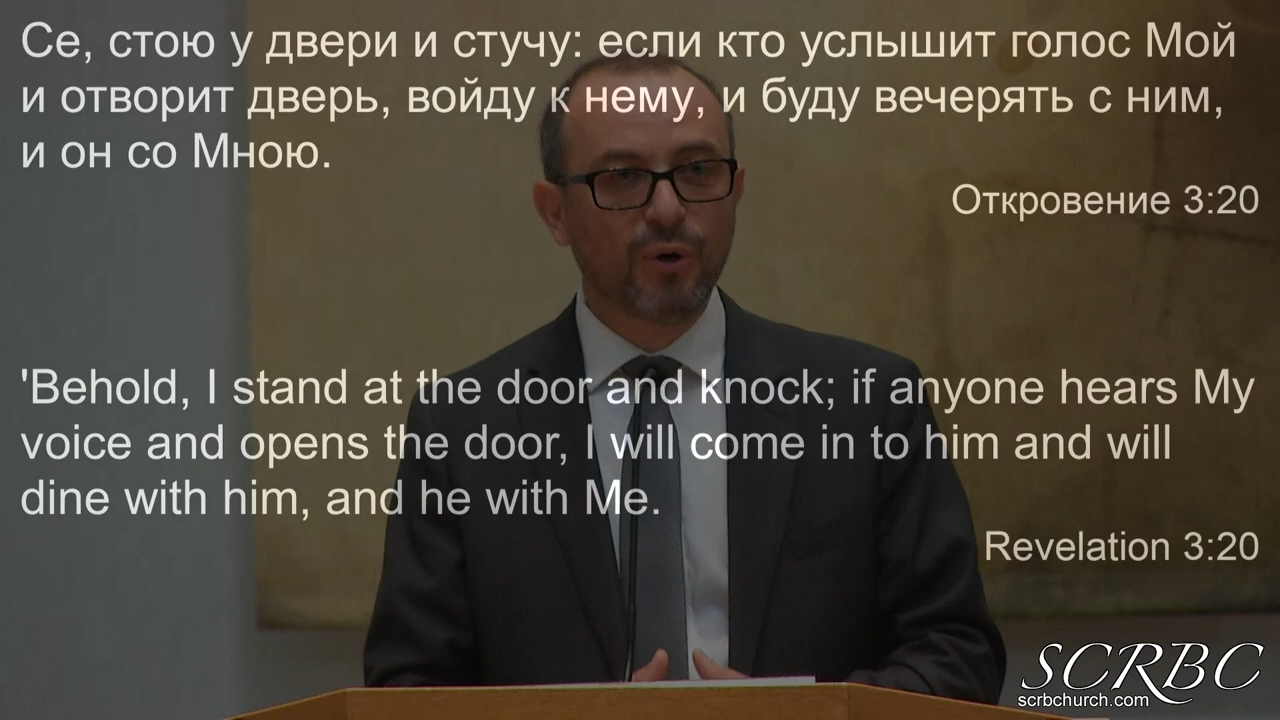 Се, стою у двери и стучу: если кто услышит голос Мой
и отворит дверь, войду к нему, и буду вечерять с ним,
и он со Мною.
Откровение 3:20
'Behold, I stand at the door and knock; if anyone hears My
voice and opens the door, I will come in to him and will
dine with him, and he with Me.
Revelation 3:20
SCRBC
scrbchurch.com